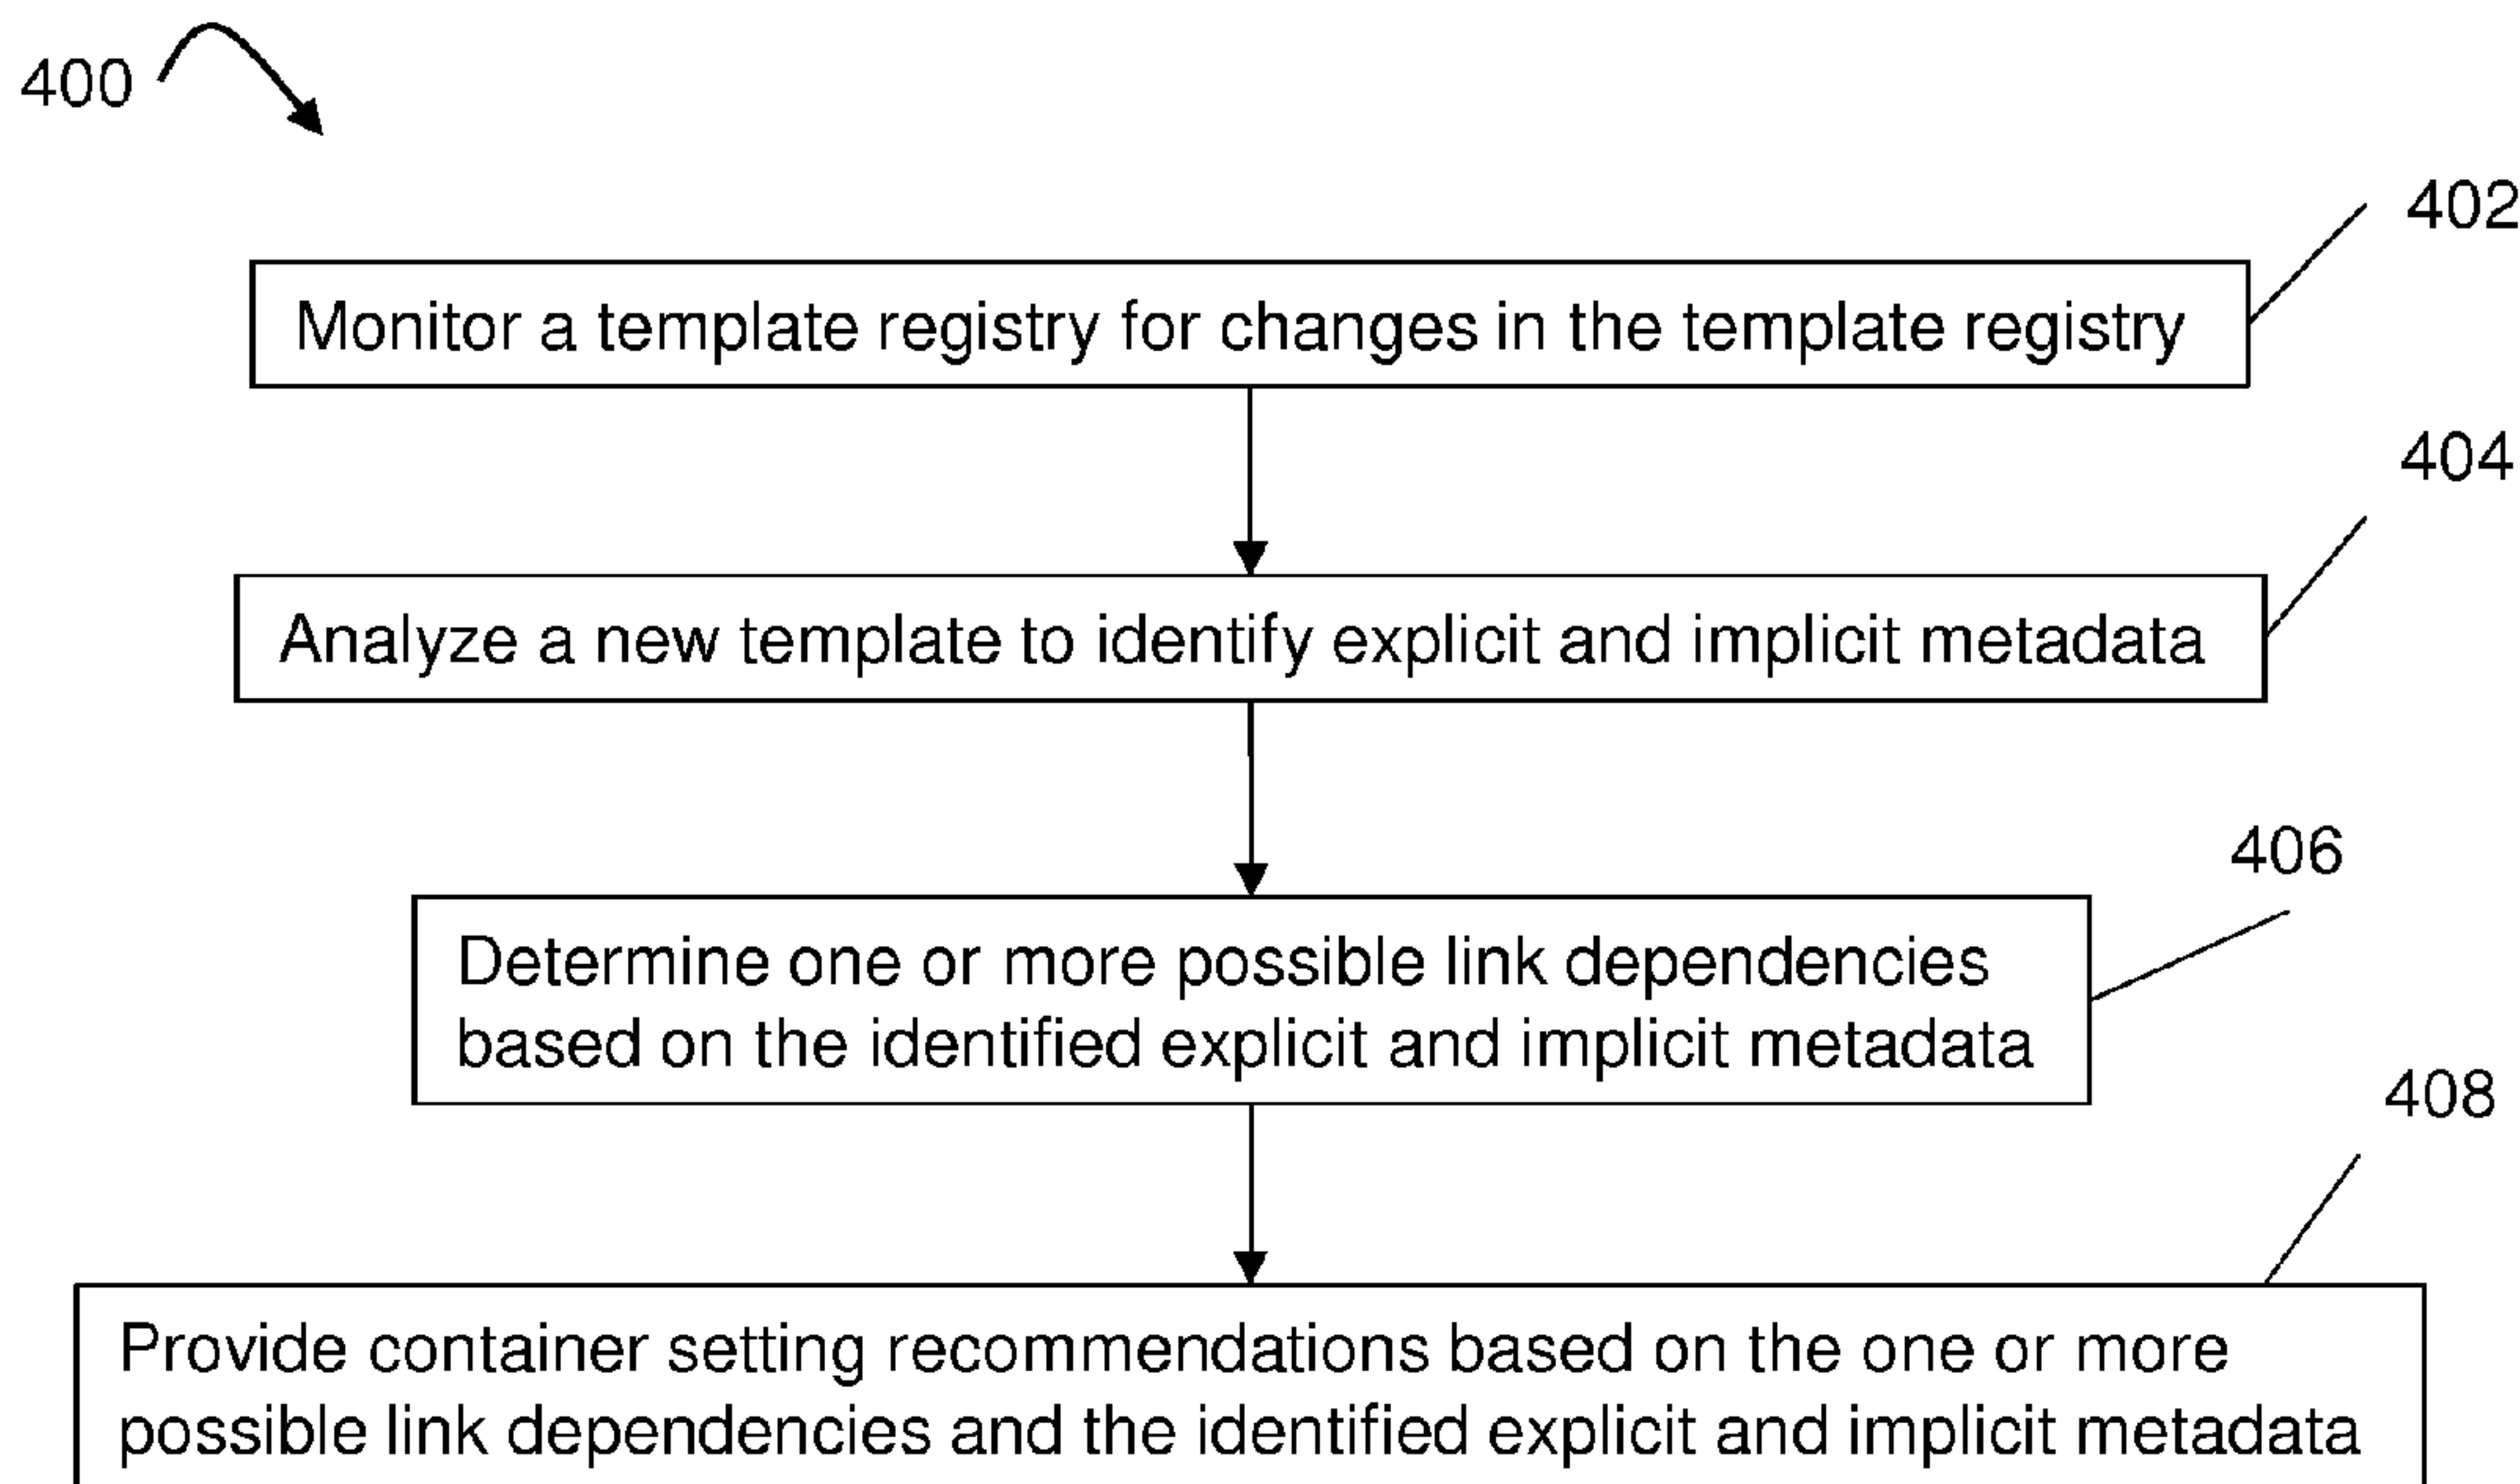 400
402
Monitor a template registry for changes in the template registry
404
Analyze a new template to identify explicit and implicit metadata
406
Determine one or more possible link dependencies
based on the identified explicit and implicit metadata
408
Provide container setting recommendations based on the one or more
possible link dependencies and the identified explicit and implicit metadata